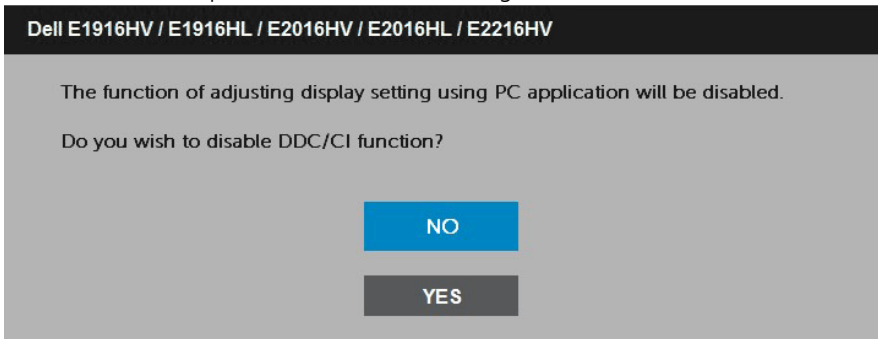 Dell E1916HV / E1916HL / E2016HV / E2016HL / E2216HV
The function of adjusting display setting using PC application will be disabled.
Do you wish to disable DDC/CI function?
NO
YES